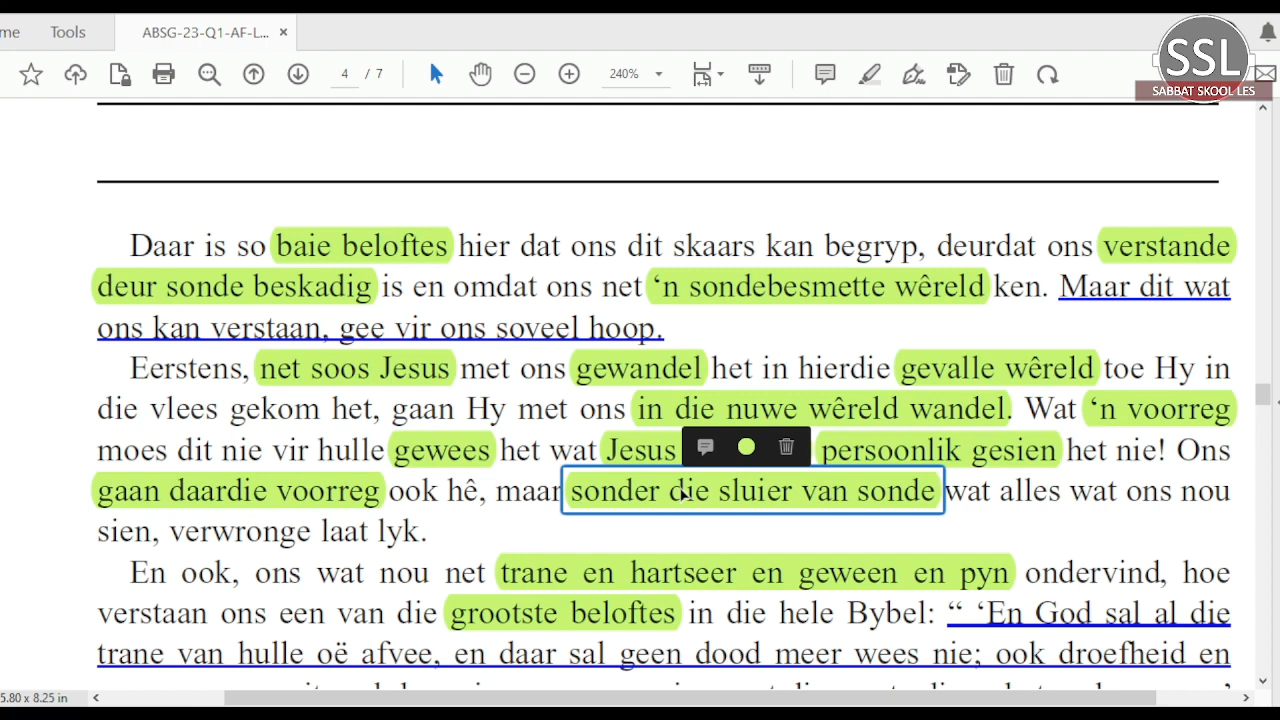 me Tools ABSG-23-Q1-AF-L... ×
4 / 7 240%
SSL
SABBAT SKOOL LES
Daar is so baie beloftes hier dat ons dit skaars kan begryp, deurdat ons verstande
deur sonde beskadig is en omdat ons net ‘n sondebesmette wêreld ken. Maar dit wat
ons kan verstaan, gee vir ons soveel hoop.
Eerstens, net soos Jesus met ons gewandel het in hierdie gevalle wêreld toe Hy in
die vlees gekom het, gaan Hy met ons in die nuwe wêreld wandel. Wat ‘n voorreg
moes dit nie vir hulle gewees het wat Jesus persoonlik gesien het nie! Ons
gaan daardie voorreg ook hê, maar sonder die sluier van sonde wat alles wat ons nou
sien, verwronge laat lyk.
En ook, ons wat nou net trane en hartseer en geween en pyn ondervind, hoe
verstaan ons een van die grootste beloftes in die hele Bybel: “ ‘En God sal al die
trane van hulle oë afvee, en daar sal geen dood meer wees nie; ook droefheid en
5.80 x 8.25 in